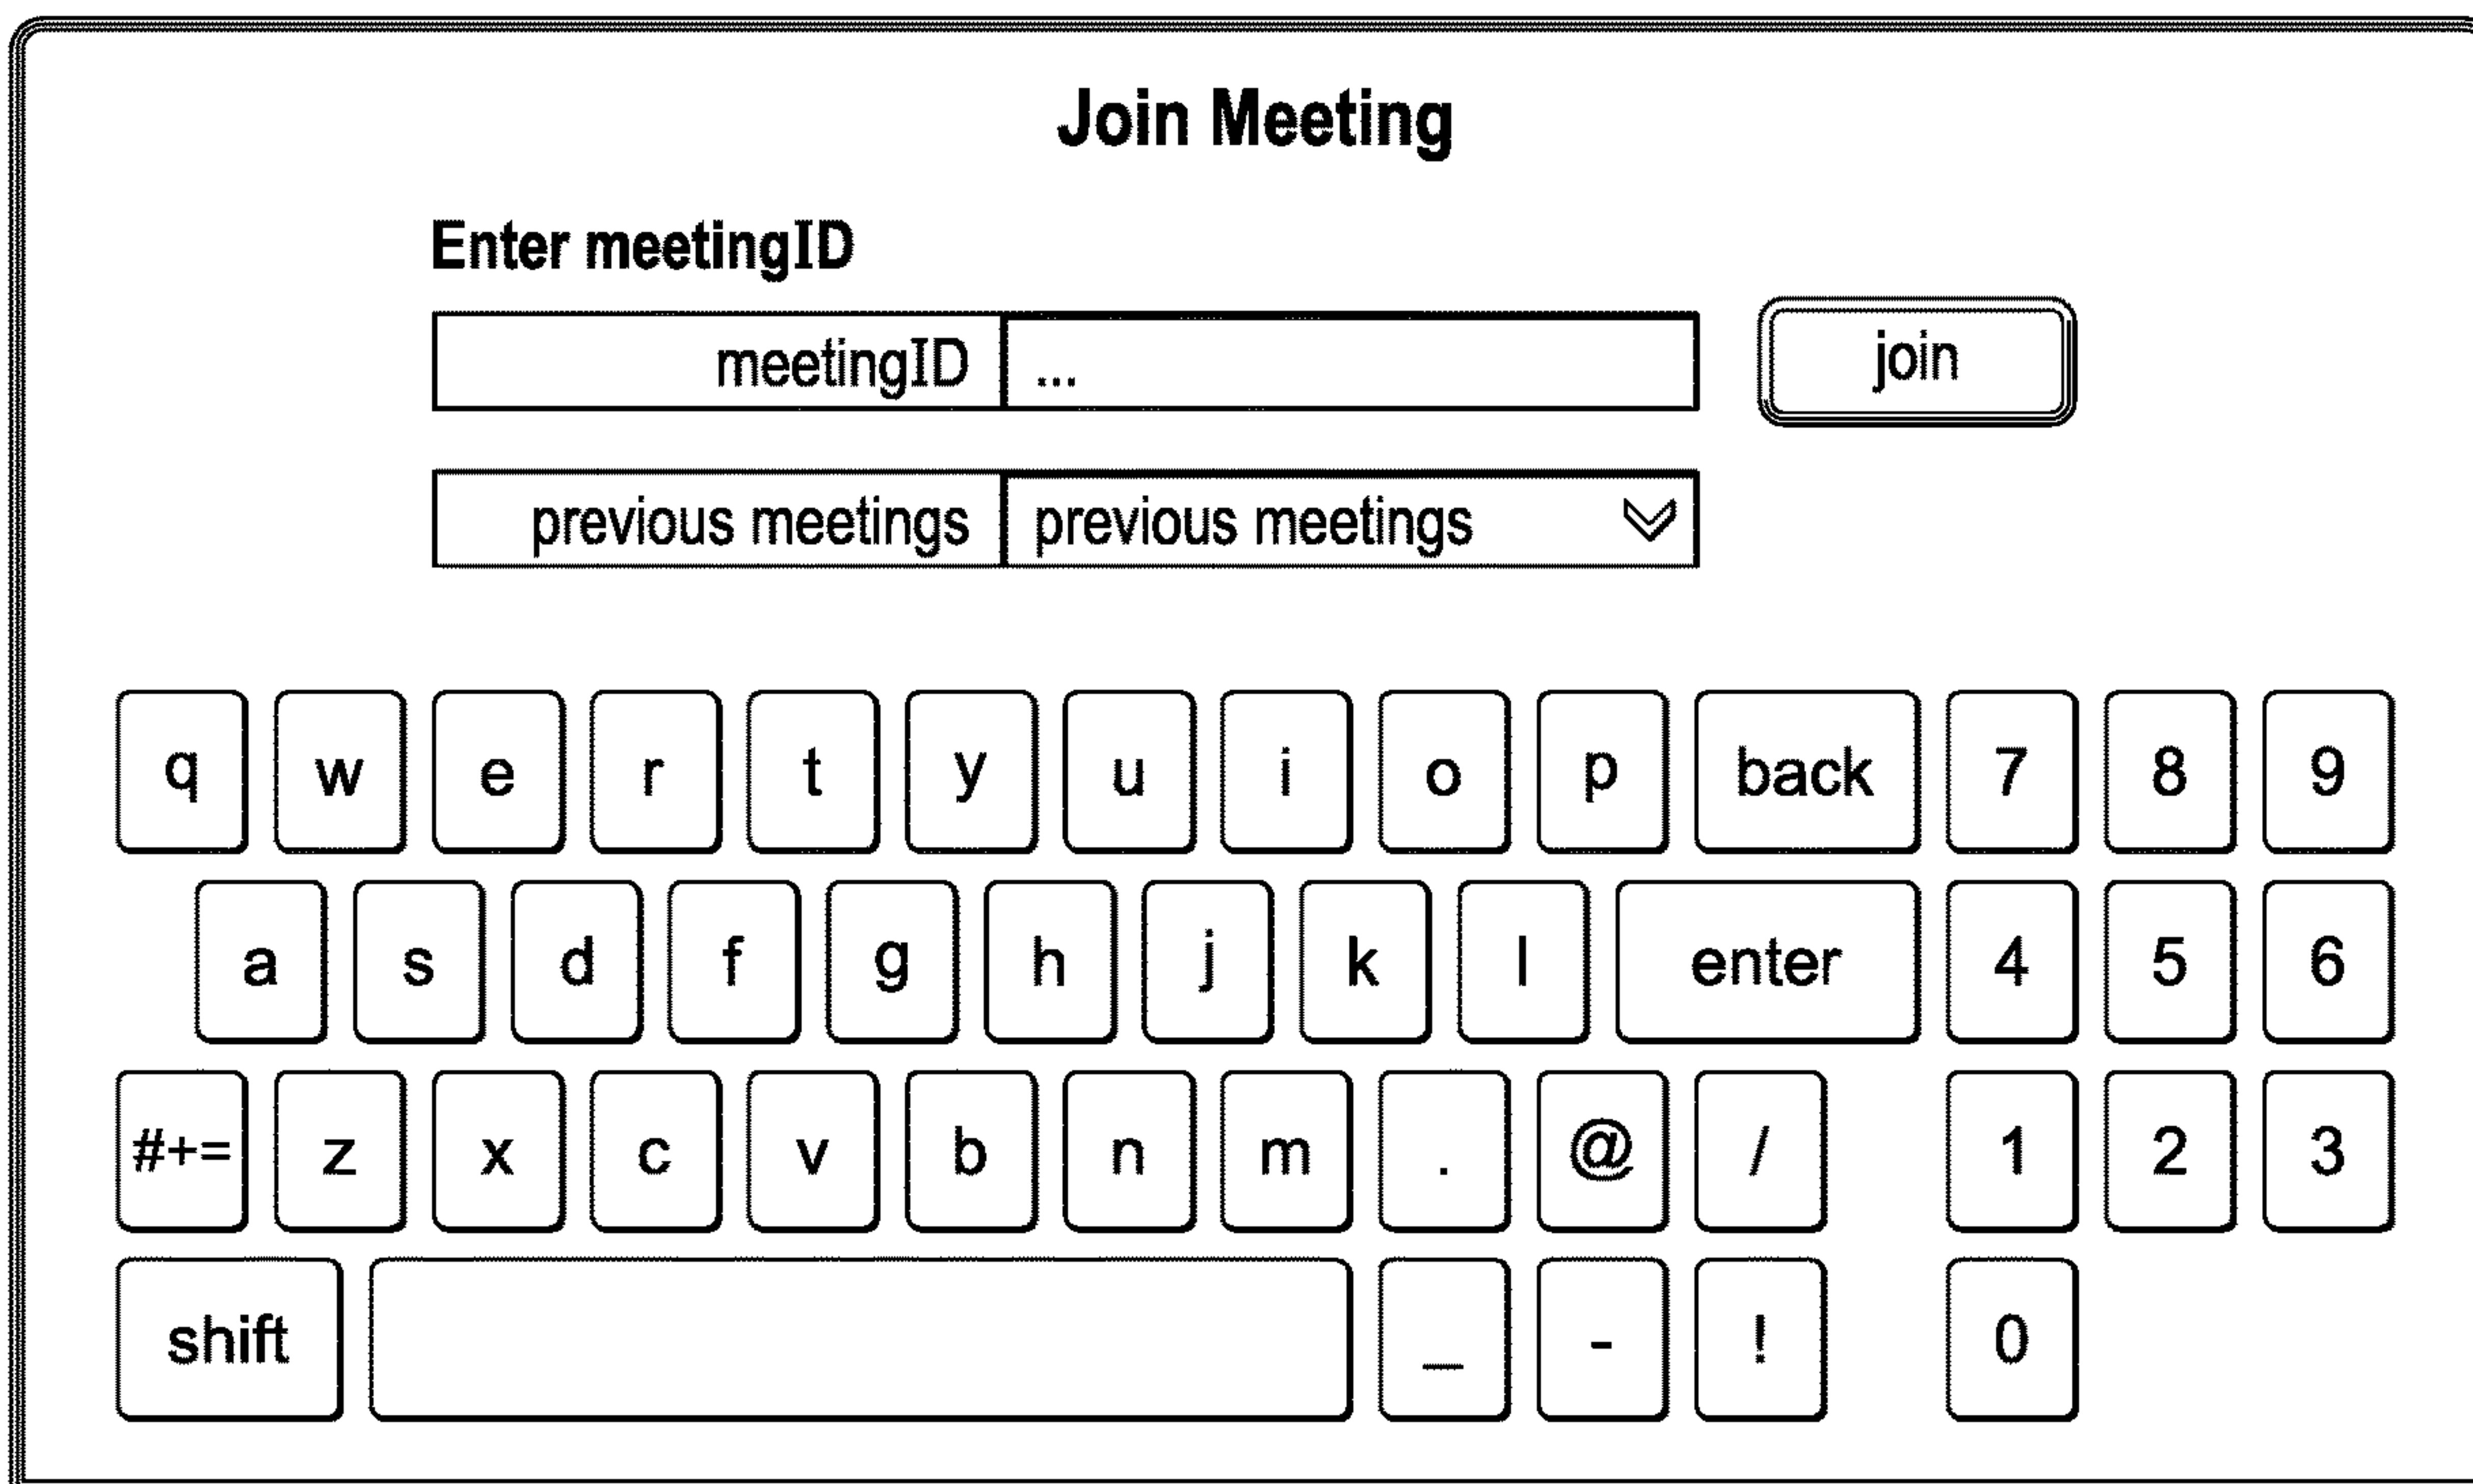 Join Meeting
Enter meetingID
meetingID ... join
previous meetings previous meetings
q w e r t y u i o p back 7 8 9
a s d f g h j k l enter 4 5 6
#+= z x c v b n m . @ / 1 2 3
shift _ - ! 0